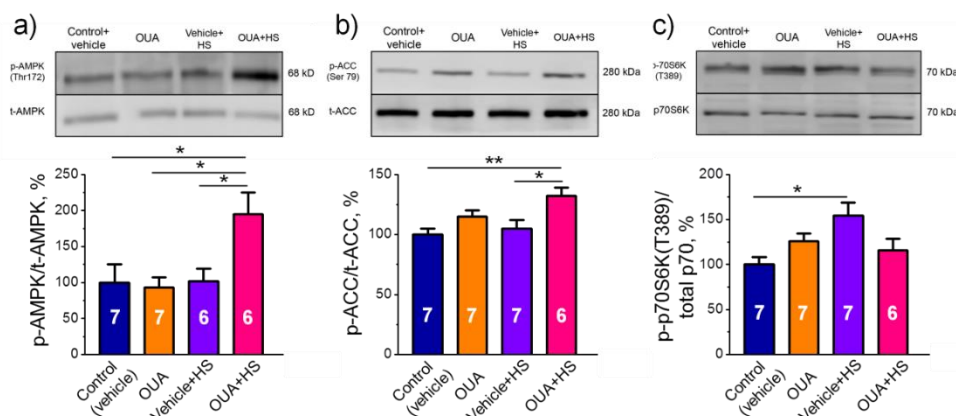 a)
Control+
vehicle
OUA
Vehicle+
HS
OUA+HS
p-AMPK
(Thr172)
68 kD
t-AMPK
68 kD
*
*
*
p-AMPK/t-AMPK, %
250
200
150
100
50
0
7
7
6
6
Control
(vehicle)
OUA
Vehicle+HS
OUA+HS
b)
Control+
vehicle
OUA
Vehicle+
HS
OUA+HS
p-ACC
(Ser 79)
280 kDa
t-ACC
280 kDa
**
*
p-ACC/t-ACC, %
150
100
50
0
7
7
7
6
Control
(vehicle)
OUA
Vehicle+HS
OUA+HS
c)
Control+
vehicle
OUA
Vehicle+
HS
OUA+HS
p-70S6K
(T389)
70 kDa
p70S6K
70 kDa
*
p-p70S6K(T389)/
total p70, %
200
150
100
50
0
7
7
7
6
Control
(vehicle)
OUA
Vehicle+HS
OUA+HS